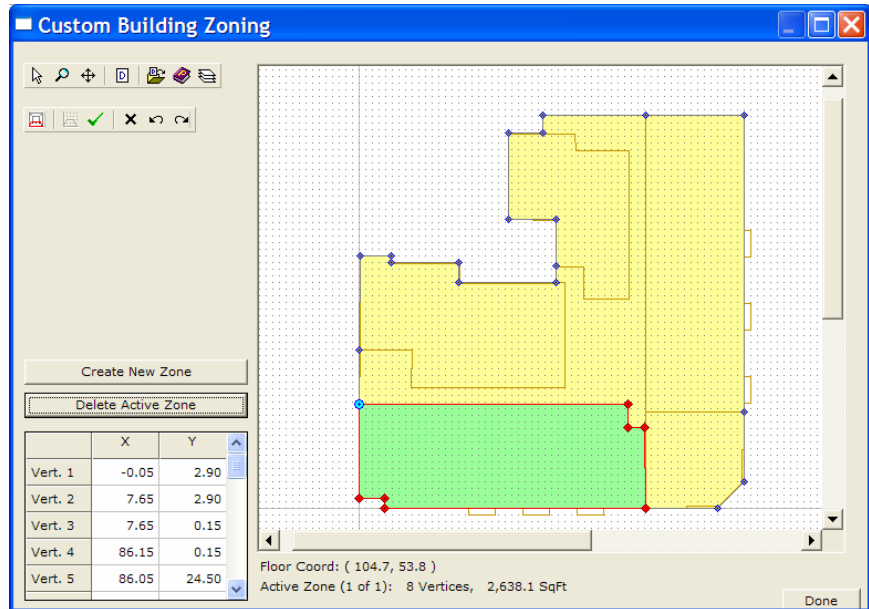 Custom Building Zoning
D
Create New Zone
Delete Active Zone
X Y
Vert. 1 -0.05 2.90
Vert. 2 7.65 2.90
Vert. 3 7.65 0.15
Vert. 4 86.15 0.15
Vert. 5 86.05 24.50
Floor Coord: ( 104.7, 53.8 )
Active Zone (1 of 1): 8 Vertices, 2,638.1 SqFt
Done